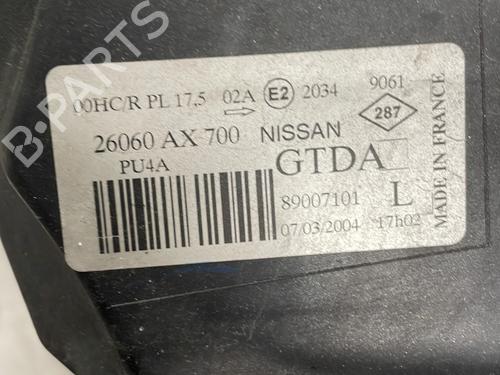 B-PARTS
00HC/R PL 17,5 02A E2 2034 9061
287
26060 AX 700 NISSAN
PU4A GTDA
89007101 L
07/03/2004 17h02
MADE IN FRANCE